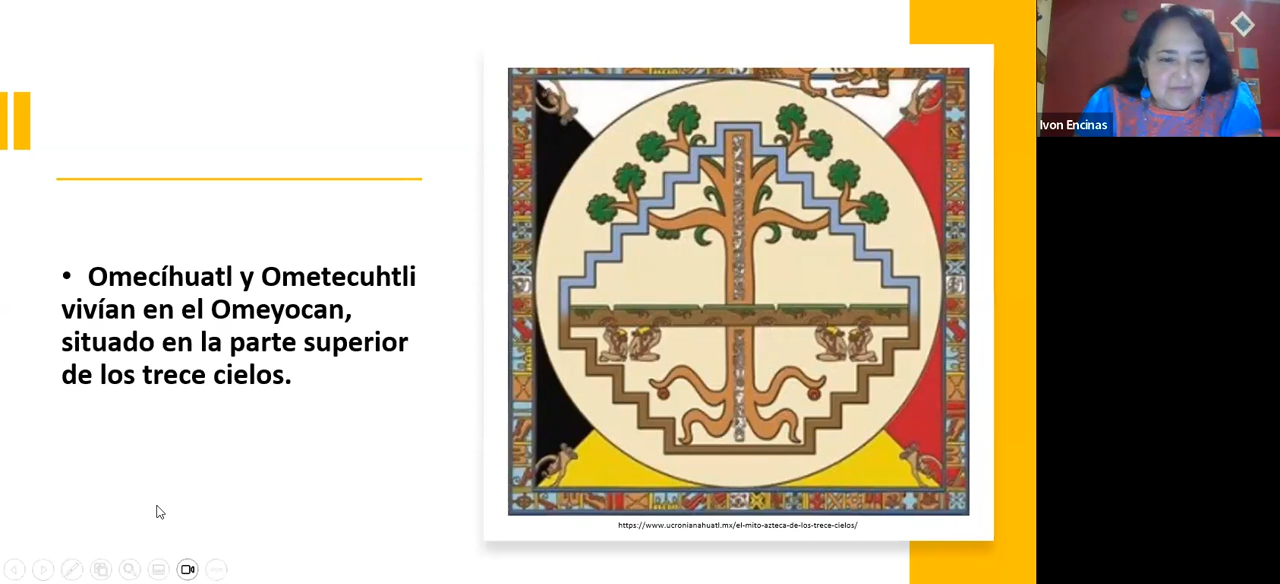 • Omecíhuatl y Ometecuhtli
vivían en el Omeyocan,
situado en la parte superior
de los trece cielos.
https://www.ucronianahuatl.mx/el-mito-azteca-de-los-trece-cielos/
Ivon Encinas